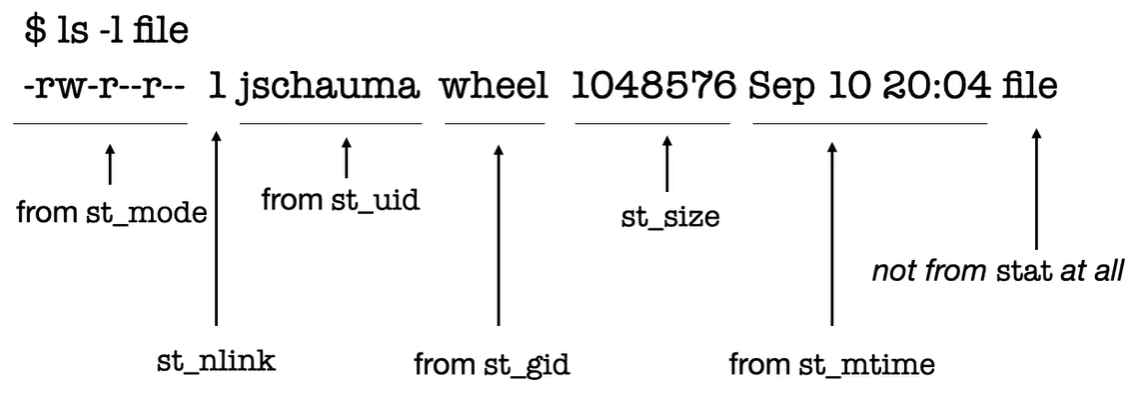 $ ls -l file
-rw-r--r-- 1 jschauma wheel 1048576 Sep 10 20:04 file
from st_mode
from st_uid
st_size
not from stat at all
st_nlink
from st_gid
from st_mtime